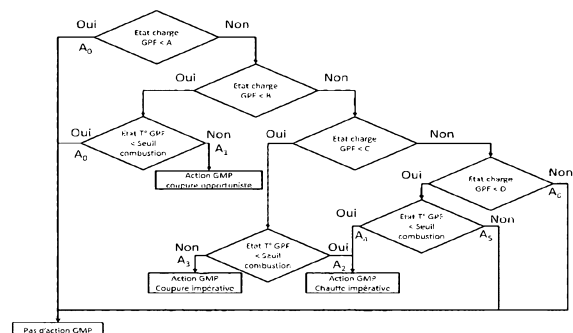 Oui
Etat charge
GPF < A
Non
A0
Oui
Etat charge
GPF < B
Non
Oui
A0
Etat T° GPF
< Seuil
combustion
Non
A1
Action GMP
coupure opportuniste
Oui
Etat charge
GPF < C
Non
Oui
Etat charge
GPF < D
Non
A6
Oui
A4
Etat T° GPF
< Seuil
combustion
Non
A5
Non
A3
Etat T° GPF
< Seuil
combustion
Oui
A2
Action GMP
Coupure impérative
Action GMP
Chauffe impérative
Pas d'action GMP